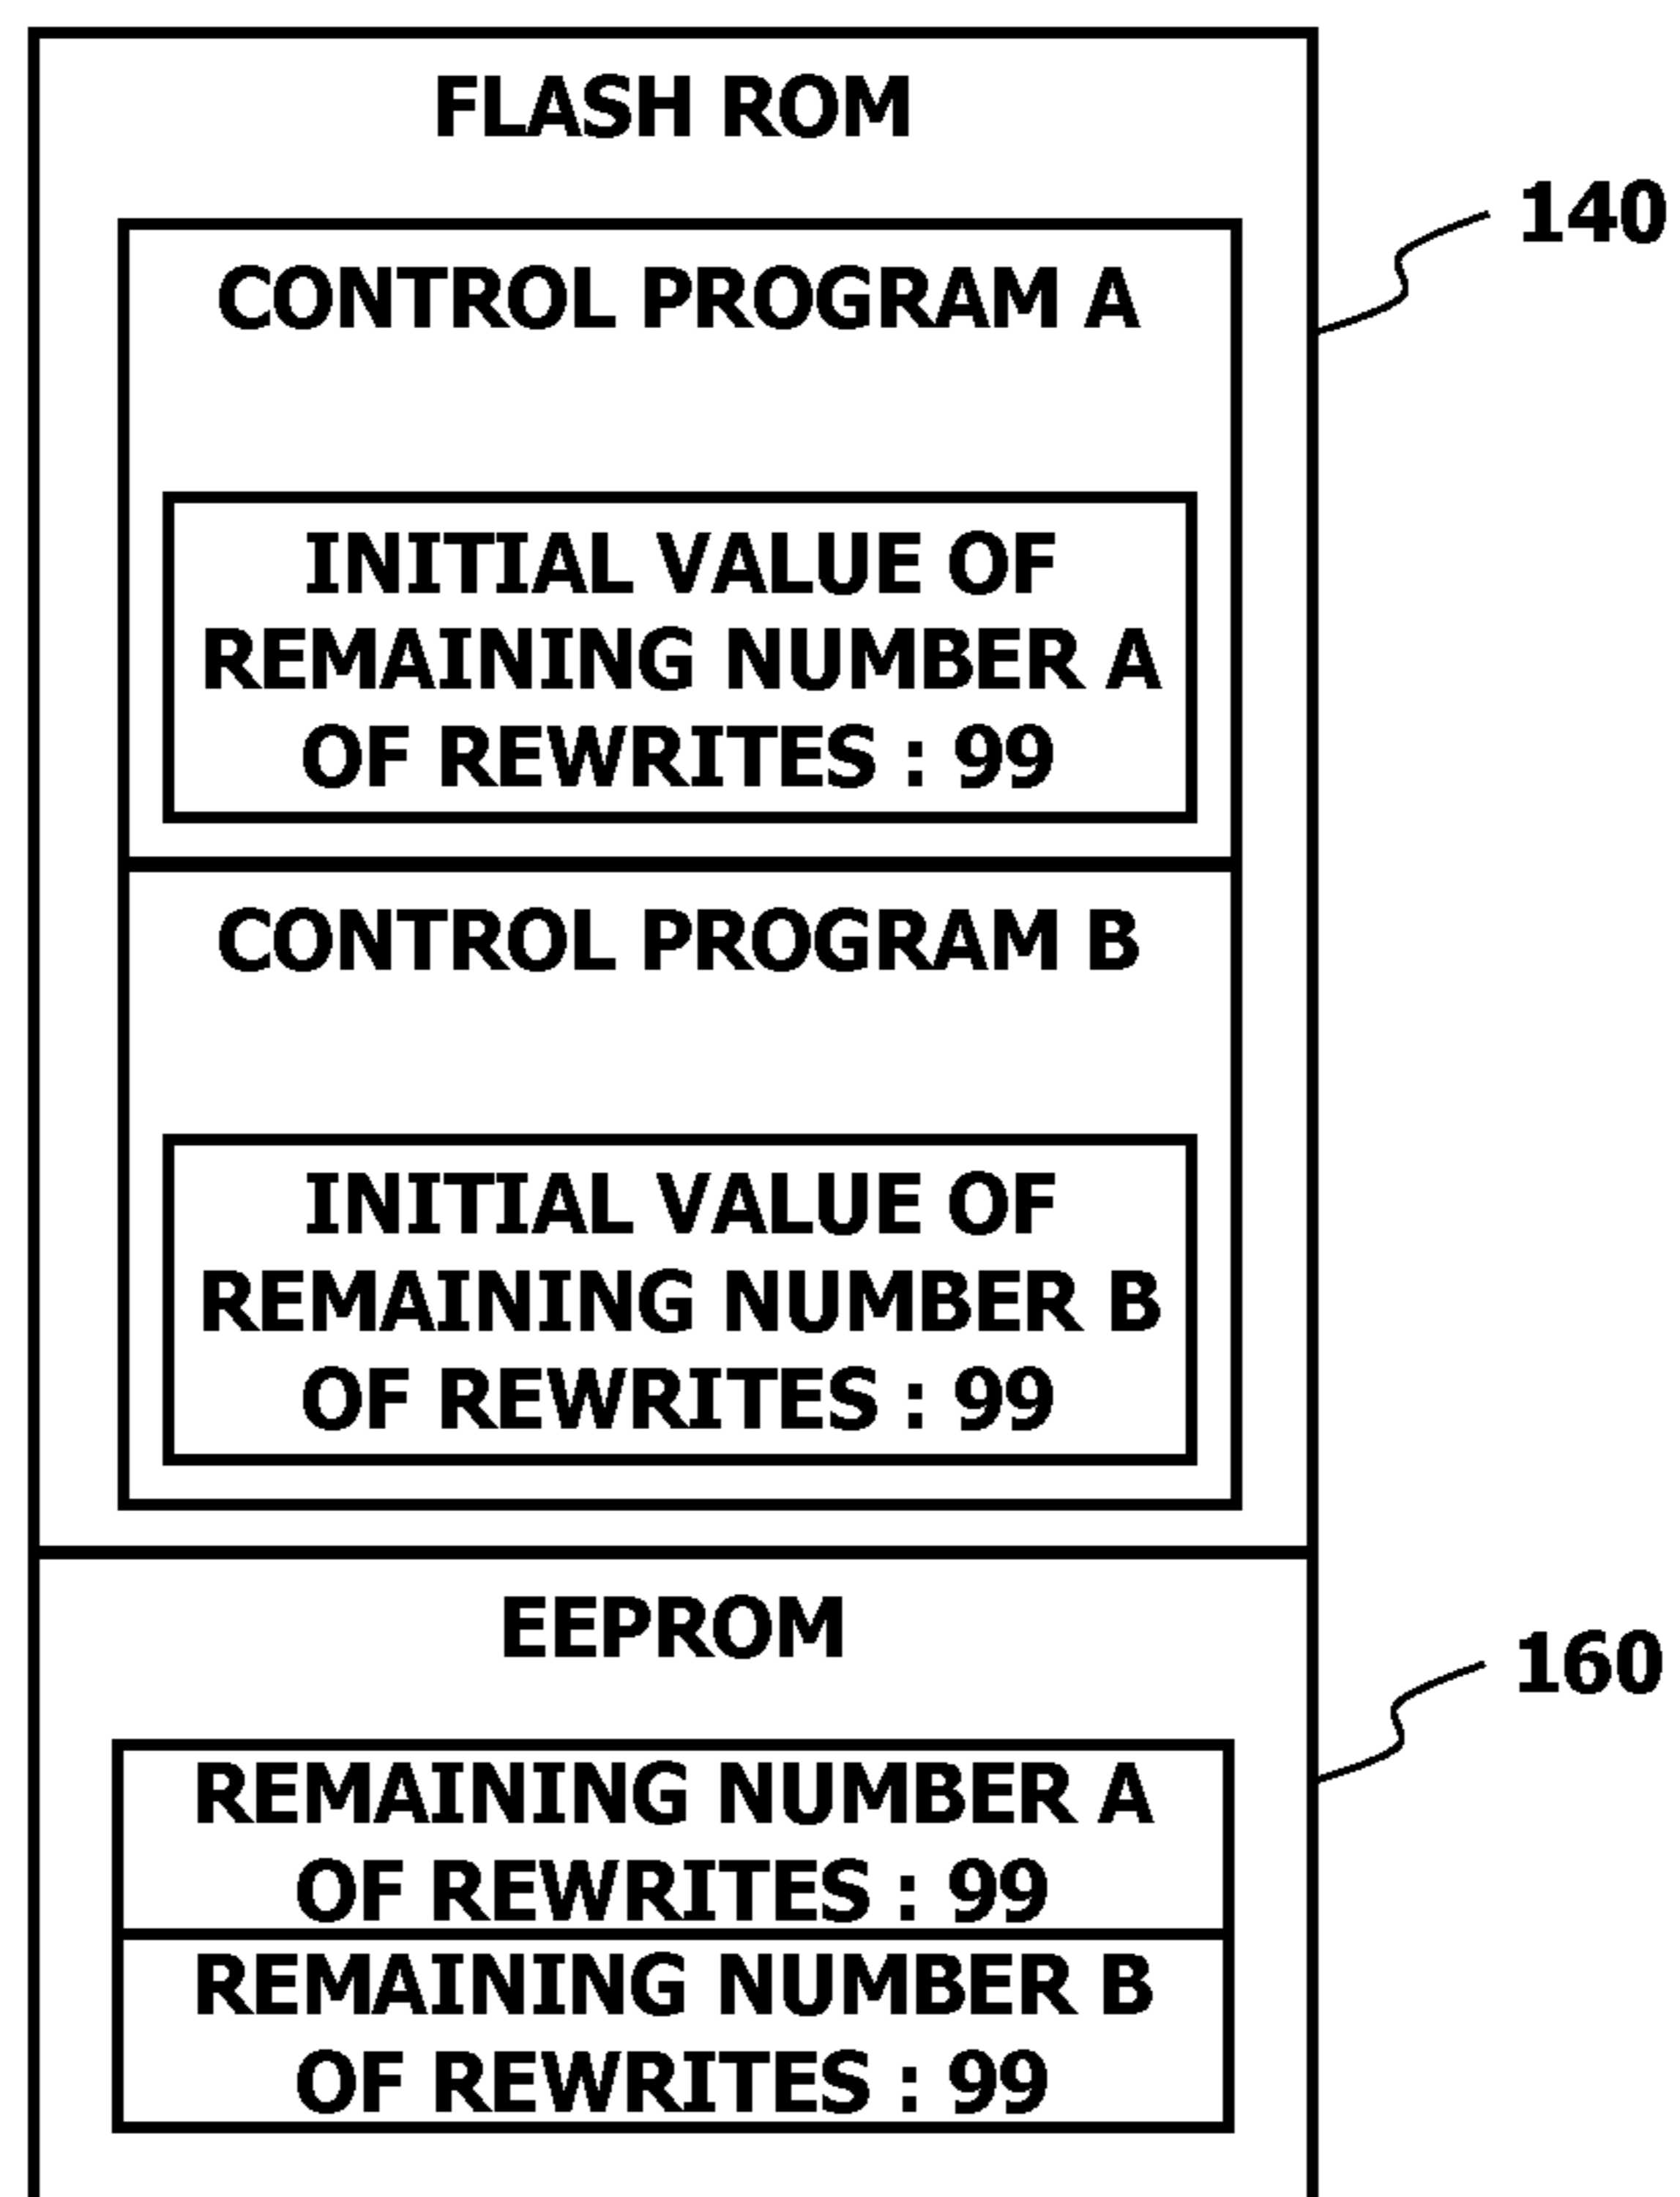 FLASH ROM
140
CONTROL PROGRAM A
INITIAL VALUE OF
REMAINING NUMBER A
OF REWRITES : 99
CONTROL PROGRAM B
INITIAL VALUE OF
REMAINING NUMBER B
OF REWRITES : 99
EEPROM
160
REMAINING NUMBER A
OF REWRITES : 99
REMAINING NUMBER B
OF REWRITES : 99